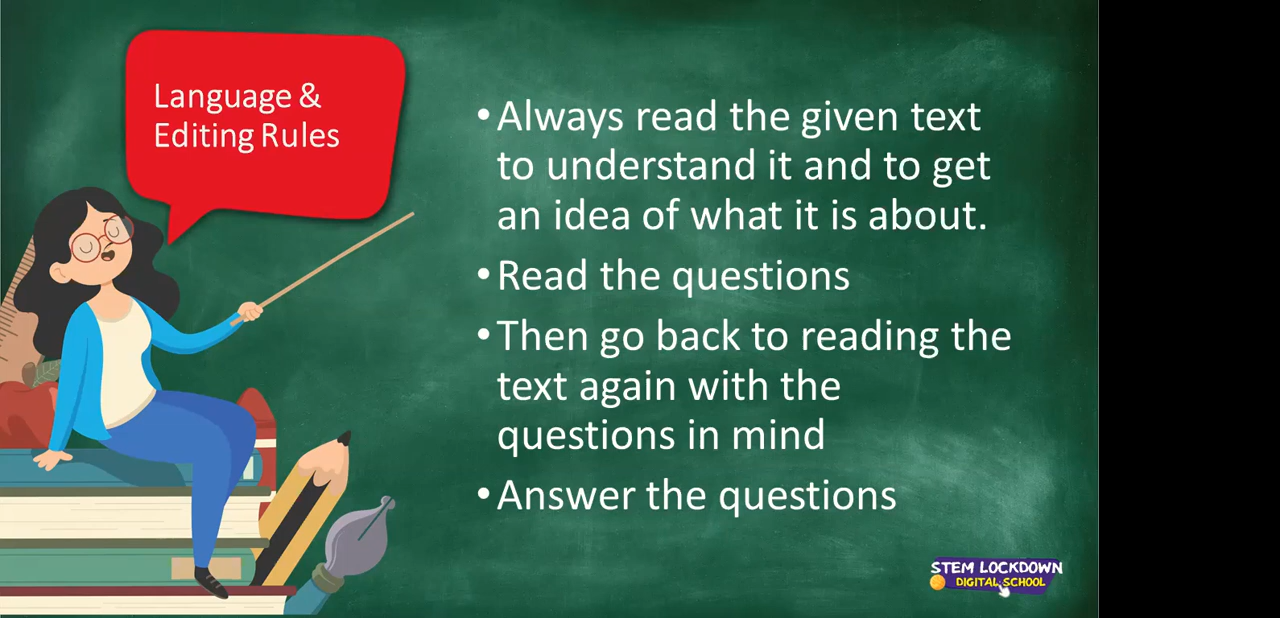 Language &
Editing Rules
•Always read the given text
to understand it and to get
an idea of what it is about.
•Read the questions
•Then go back to reading the
text again with the
questions in mind
•Answer the questions
STEM LOCKDOWN
DIGITAL SCHOOL